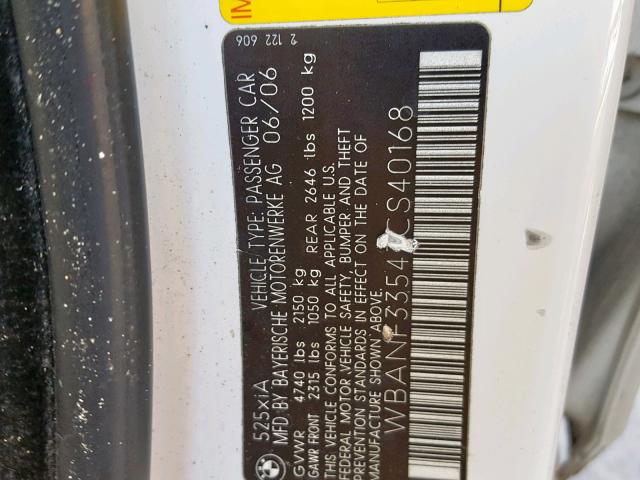 525xiA
VEHICLE TYPE: PASSENGER CAR
MFD BY BAYERISCHE MOTORENWERKE AG 06/06
GVWR 4740 lbs 2150 kg
GAWR FRONT 2315 lbs 1050 kg REAR 2646 lbs 1200 kg
THIS VEHICLE CONFORMS TO ALL APPLICABLE U.S.
FEDERAL MOTOR VEHICLE SAFETY, BUMPER AND THEFT
PREVENTION STANDARDS IN EFFECT ON THE DATE OF
MANUFACTURE SHOWN ABOVE
WBANF3354 CS40168
2 122 606